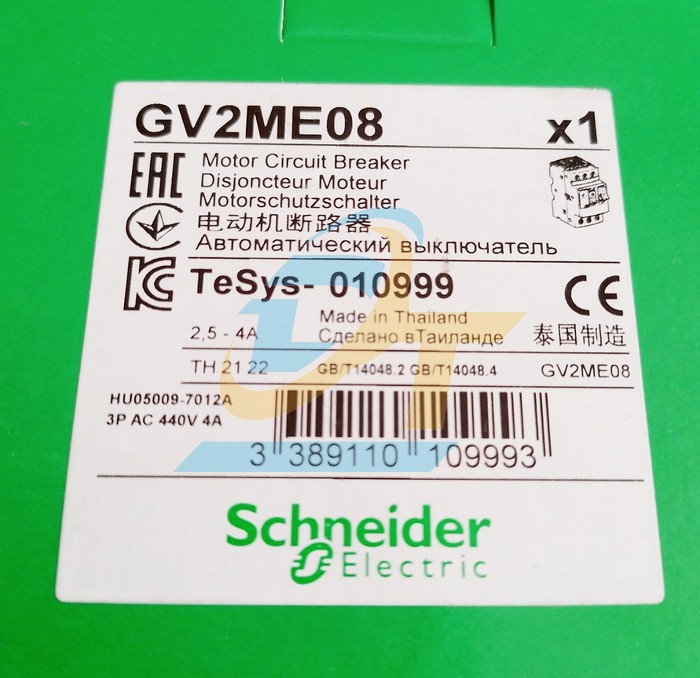 GV2ME08 x1
EAC Motor Circuit Breaker
Disjoncteur Moteur
Motorschutzschalter
电动机断路器
Автоматический выключатель
TeSys- 010999
CE
Made in Thailand
2,5 - 4A Сделано вТаиланде 泰国制造
TH 21 22 GB/T14048.2 GB/T14048.4 GV2ME08
HU05009-7012A
3P AC 440V 4A
3 389110 109993
Schneider
Electric